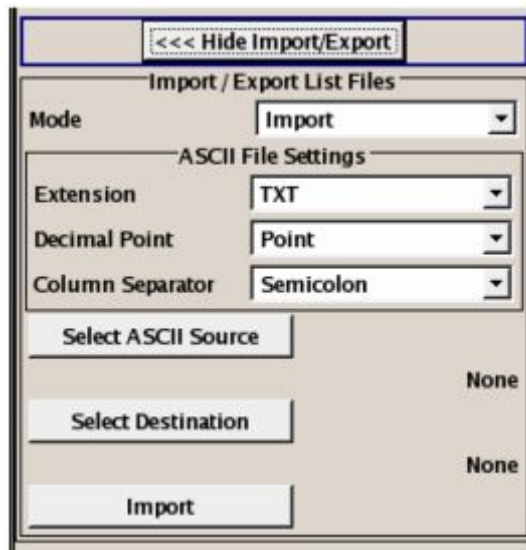 <<< Hide Import/Export
Import / Export List Files
Mode Import
ASCII File Settings
Extension TXT
Decimal Point Point
Column Separator Semicolon
Select ASCII Source
None
Select Destination
None
Import